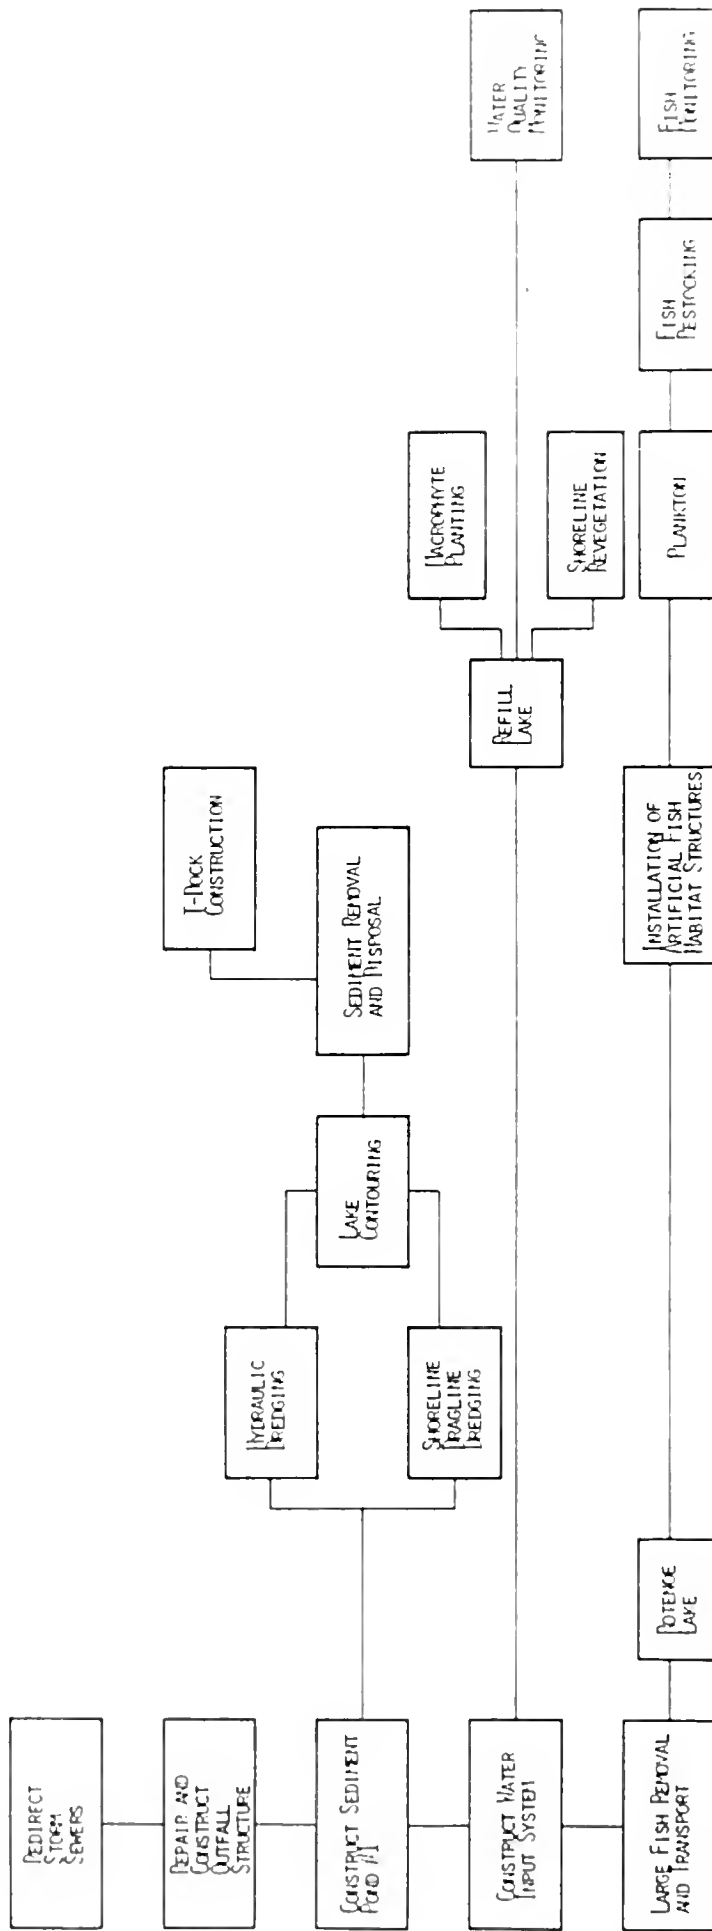 REDIRECT
STORM
SEWERS
REPAIR AND
CONSTRUCT
OUTFALL
STRUCTURE
CONSTRUCT SEDIMENT
POND
CONSTRUCT WATER
INPUT SYSTEM
LARGE FISH REMOVAL
AND TRANSPORT
ROTENOE
LAKE
HYDRAULIC
DREDGING
SHORELINE
DRAGLINE
DREDGING
LAKE
CONTOURING
SEDIMENT REMOVAL
AND DISPOSAL
T-DOCK
CONSTRUCTION
INSTALLATION OF
ARTIFICIAL FISH
HABITAT STRUCTURES
REFILL
LAKE
MACROPHYTE
PLANTING
SHORELINE
REVEGETATION
PLANKTON
FISH
RESTOCKING
WATER
QUALITY
MONITORING
FISH
MONITORING